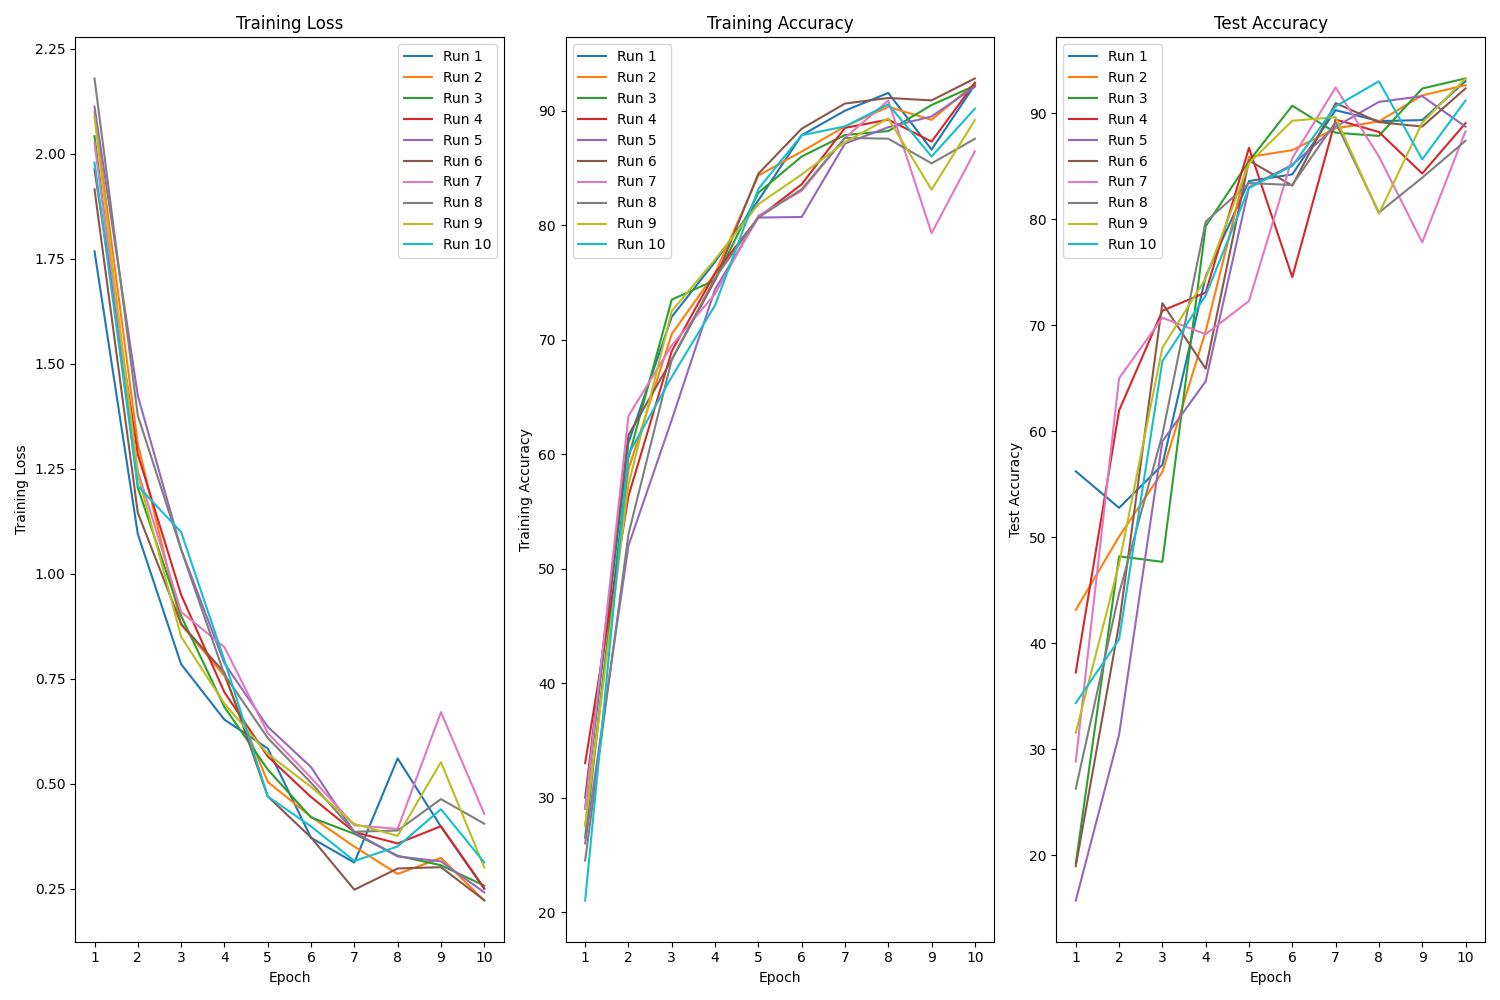 Training Loss
Training Loss
2.25
2.00
1.75
1.50
1.25
1.00
0.75
0.50
0.25
1 2 3 4 5 6 7 8 9 10
Epoch
Run 1
Run 2
Run 3
Run 4
Run 5
Run 6
Run 7
Run 8
Run 9
Run 10
Training Accuracy
Training Accuracy
90
80
70
60
50
40
30
20
1 2 3 4 5 6 7 8 9 10
Epoch
Run 1
Run 2
Run 3
Run 4
Run 5
Run 6
Run 7
Run 8
Run 9
Run 10
Test Accuracy
Test Accuracy
90
80
70
60
50
40
30
20
1 2 3 4 5 6 7 8 9 10
Epoch
Run 1
Run 2
Run 3
Run 4
Run 5
Run 6
Run 7
Run 8
Run 9
Run 10